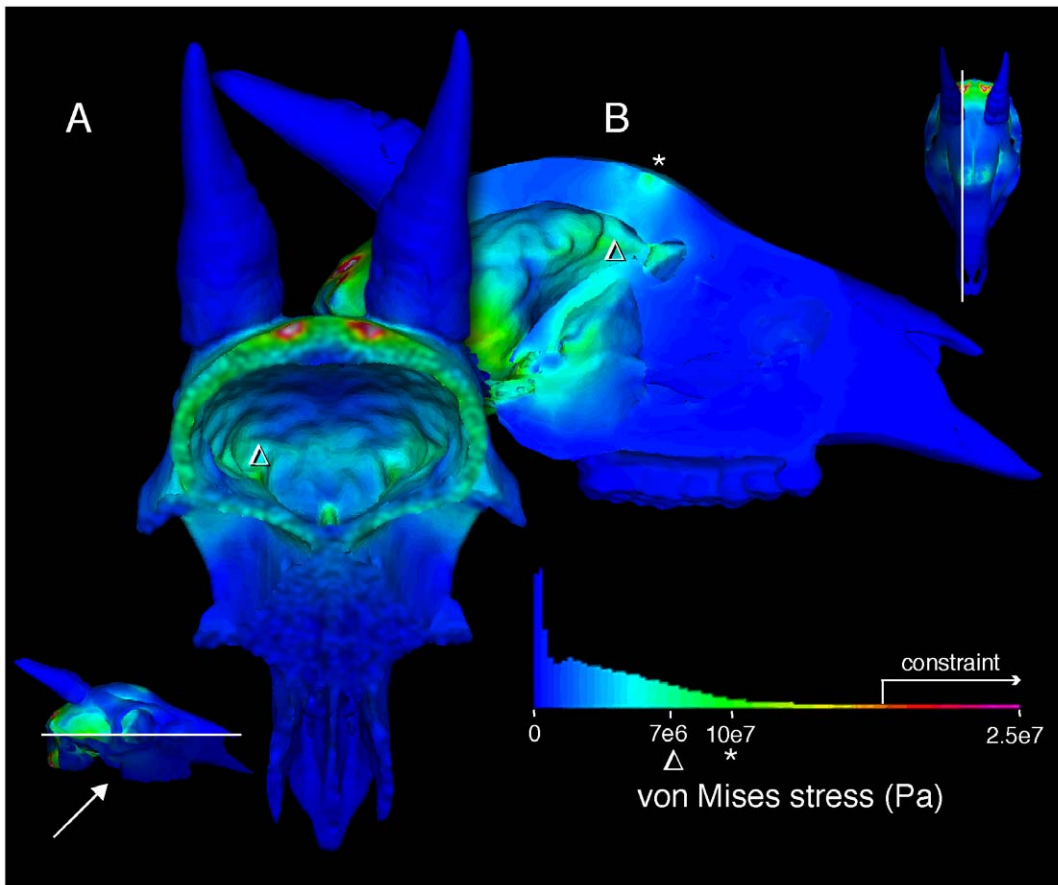 A
B
*
Δ
Δ
constraint
0 7e6 10e7 2.5e7
Δ *
von Mises stress (Pa)